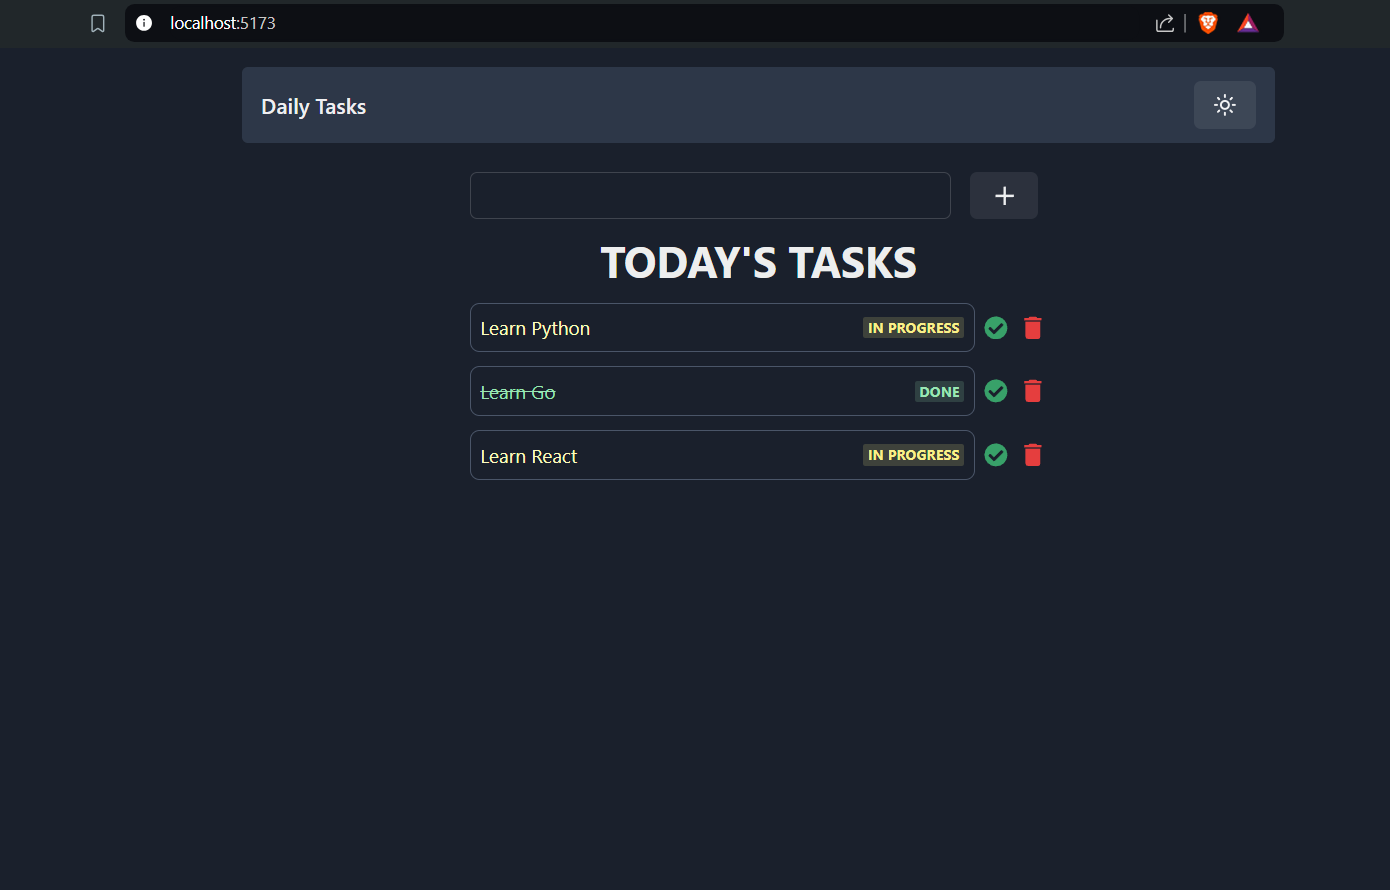 localhost:5173
Daily Tasks
TODAY'S TASKS
Learn Python IN PROGRESS
Learn Go DONE
Learn React IN PROGRESS